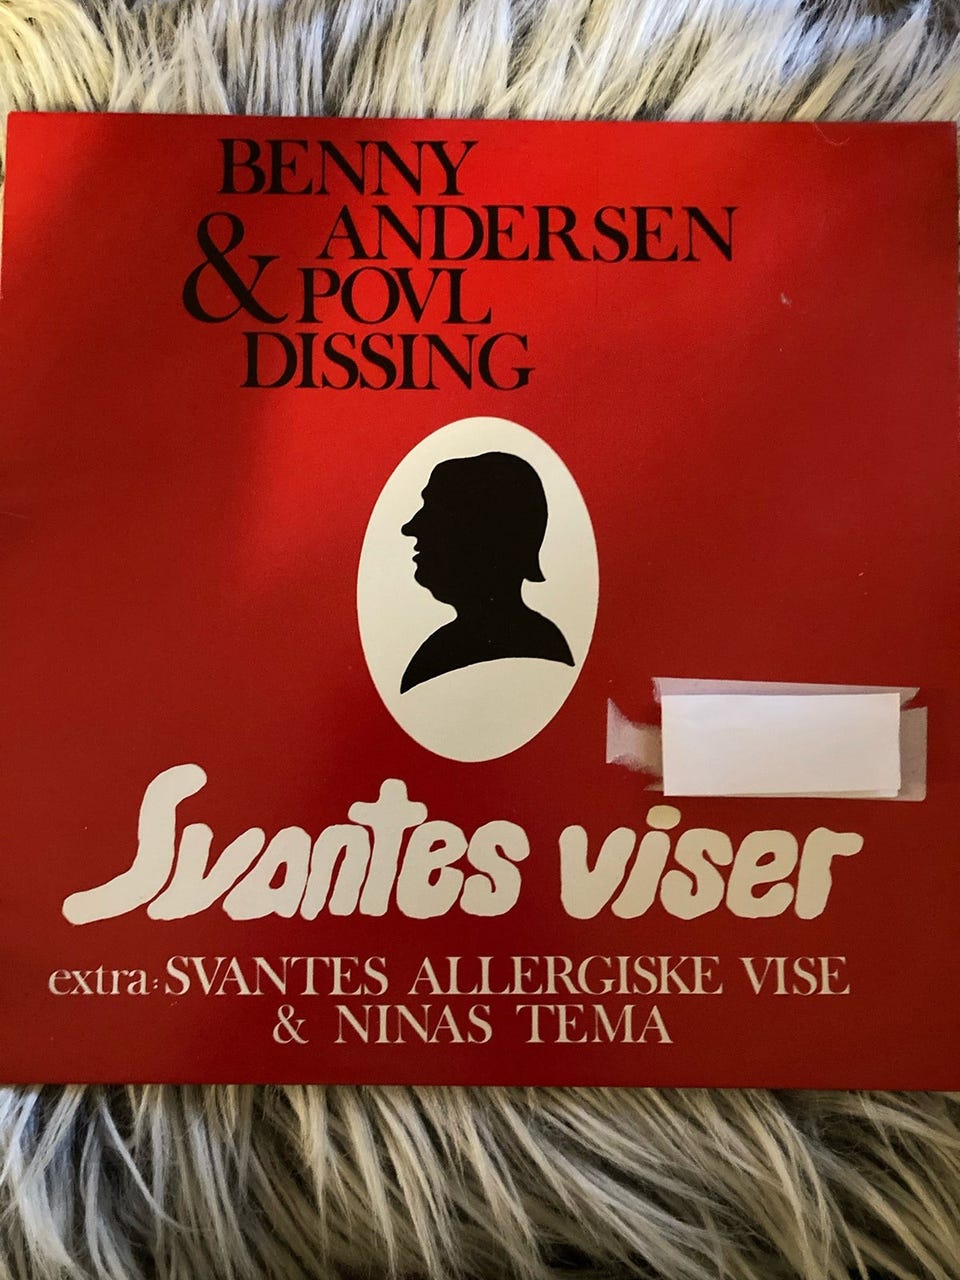 BENNY
ANDERSEN
& POVL
DISSING
Svantes viser
extra: SVANTES ALLERGISKE VISE
& NINAS TEMA